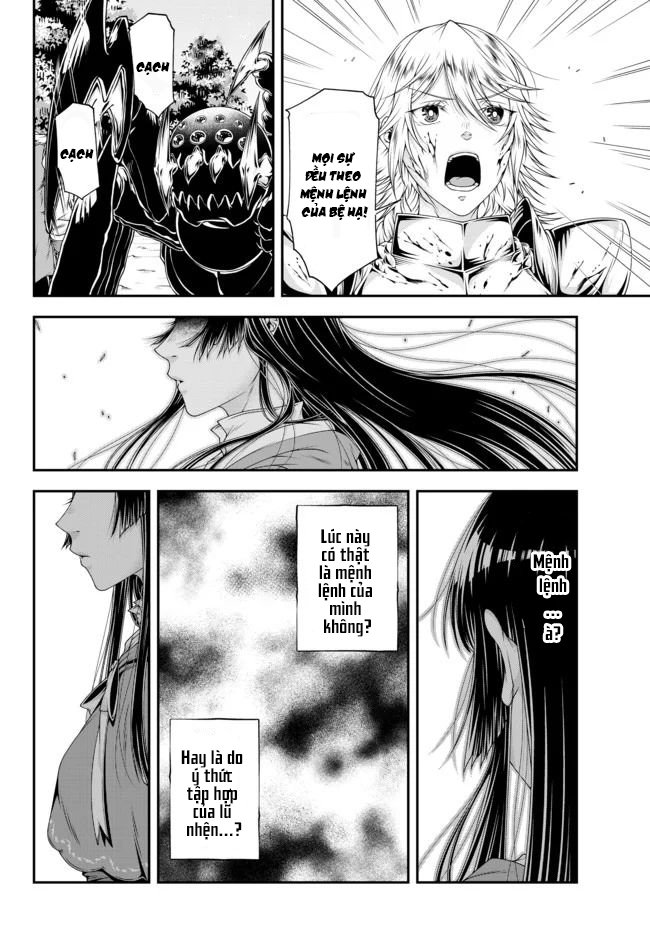 MỌI SỰ
ĐỀU THEO
MỆNH LỆNH
CỦA BỆ HẠ!
CẠCH
CẠCH
Mệnh
lệnh
...
à?
Lúc này
có thật
là mệnh
lệnh của
mình
không?
Hay là do
ý thức
tập hợp
của lũ
nhện...?